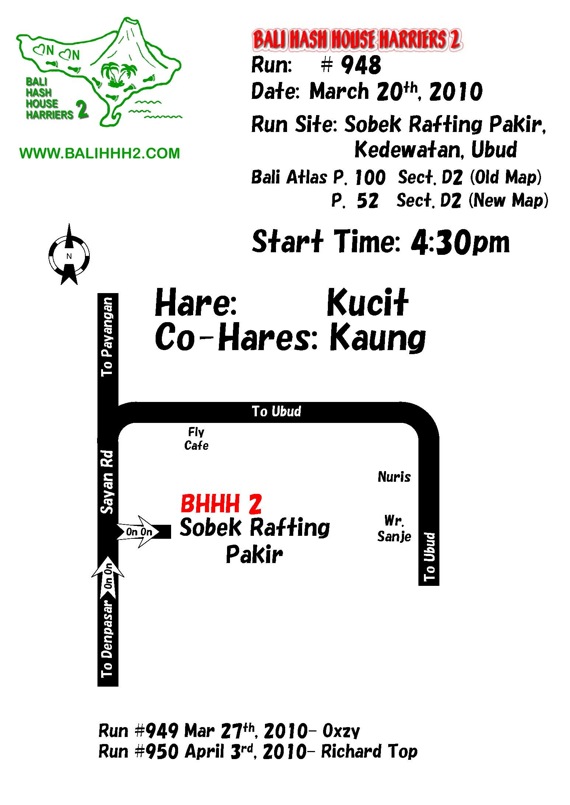 N N
BALI
HASH
HOUSE
HARRIERS 2
WWW.BALIHHH2.COM
BALI HASH HOUSE HARRIERS 2
Run: # 948
Date: March 20th, 2010
Run Site: Sobek Rafting Pakir,
Kedewatan, Ubud
Bali Atlas P. 100 Sect. D2 (Old Map)
P. 52 Sect. D2 (New Map)
Start Time: 4:30pm
N
Hare: Kucit
Co-Hares: Kaung
To Payangan
To Ubud
Fly
Cafe
Sayan Rd
Nuris
BHHH 2
Sobek Rafting
Pakir
On On
Wr.
Sanje
To Ubud
On On
To Denpasar
Run #949 Mar 27th, 2010- Oxzy
Run #950 April 3rd, 2010- Richard Top